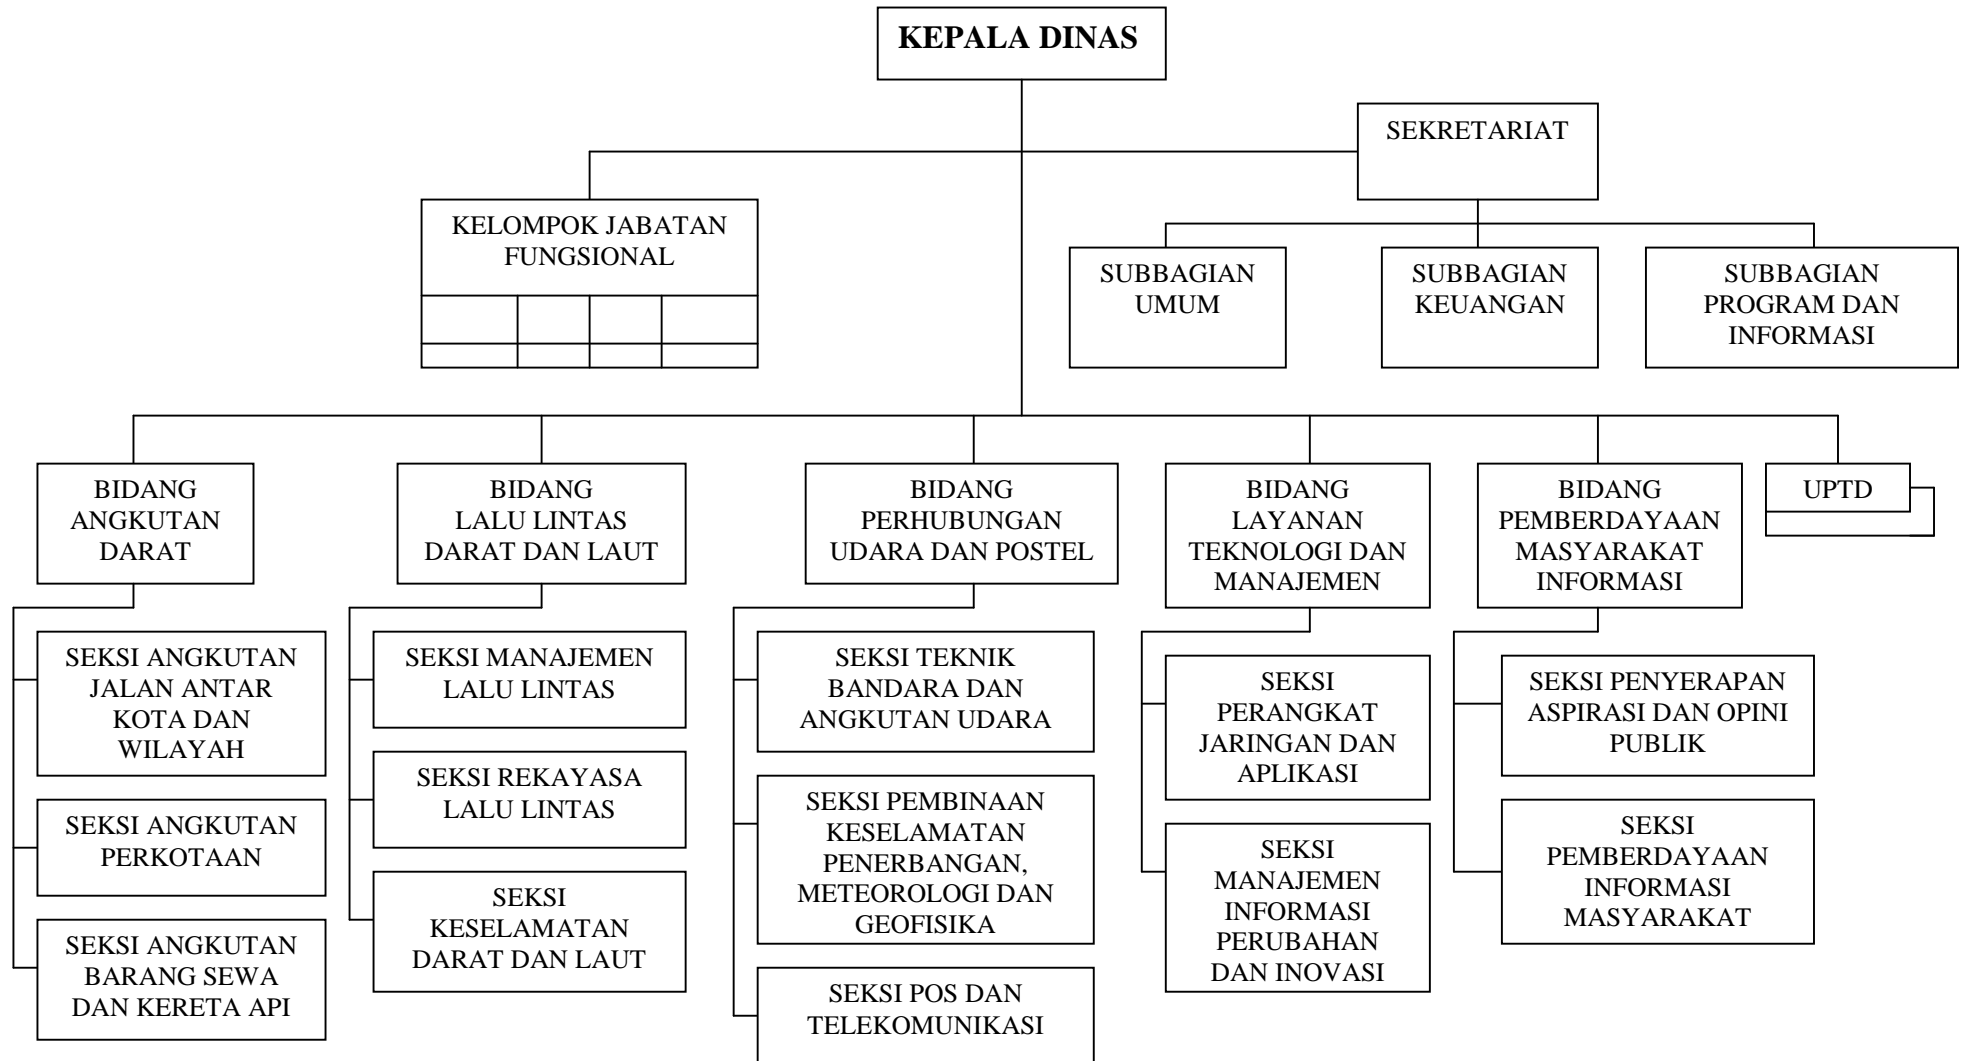 KEPALA DINAS
SEKRETARIAT
KELOMPOK JABATAN
FUNGSIONAL
SUBBAGIAN
UMUM
SUBBAGIAN
KEUANGAN
SUBBAGIAN
PROGRAM DAN
INFORMASI
BIDANG
ANGKUTAN
DARAT
BIDANG
LALU LINTAS
DARAT DAN LAUT
BIDANG
PERHUBUNGAN
UDARA DAN POSTEL
BIDANG
LAYANAN
TEKNOLOGI DAN
MANAJEMEN
BIDANG
PEMBERDAYAAN
MASYARAKAT
INFORMASI
UPTD
SEKSI ANGKUTAN
JALAN ANTAR
KOTA DAN
WILAYAH
SEKSI ANGKUTAN
PERKOTAAN
SEKSI ANGKUTAN
BARANG SEWA
DAN KERETA API
SEKSI MANAJEMEN
LALU LINTAS
SEKSI REKAYASA
LALU LINTAS
SEKSI
KESELAMATAN
DARAT DAN LAUT
SEKSI TEKNIK
BANDARA DAN
ANGKUTAN UDARA
SEKSI PEMBINAAN
KESELAMATAN
PENERBANGAN,
METEOROLOGI DAN
GEOFISIKA
SEKSI POS DAN
TELEKOMUNIKASI
SEKSI
PERANGKAT
JARINGAN DAN
APLIKASI
SEKSI
MANAJEMEN
INFORMASI
PERUBAHAN
DAN INOVASI
SEKSI PENYERAPAN
ASPIRASI DAN OPINI
PUBLIK
SEKSI
PEMBERDAYAAN
INFORMASI
MASYARAKAT